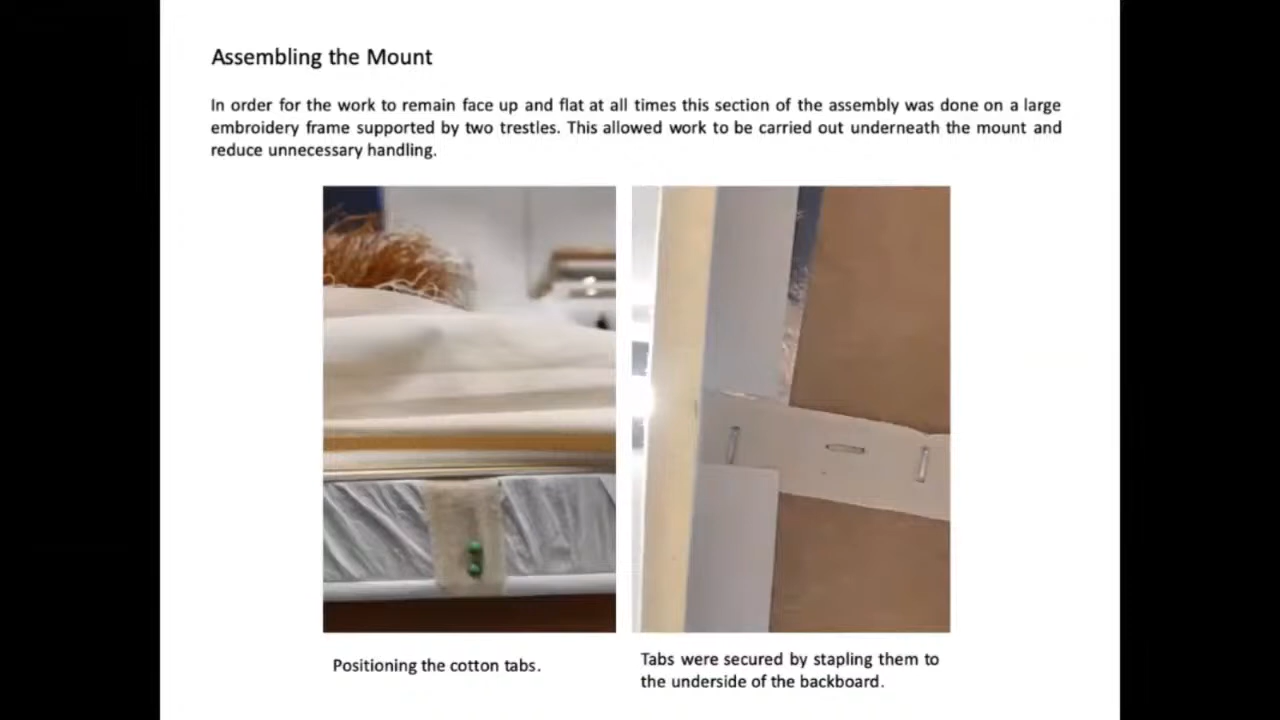 Assembling the Mount
In order for the work to remain face up and flat at all times this section of the assembly was done on a large
embroidery frame supported by two trestles. This allowed work to be carried out underneath the mount and
reduce unnecessary handling.
Positioning the cotton tabs.
Tabs were secured by stapling them to
the underside of the backboard.